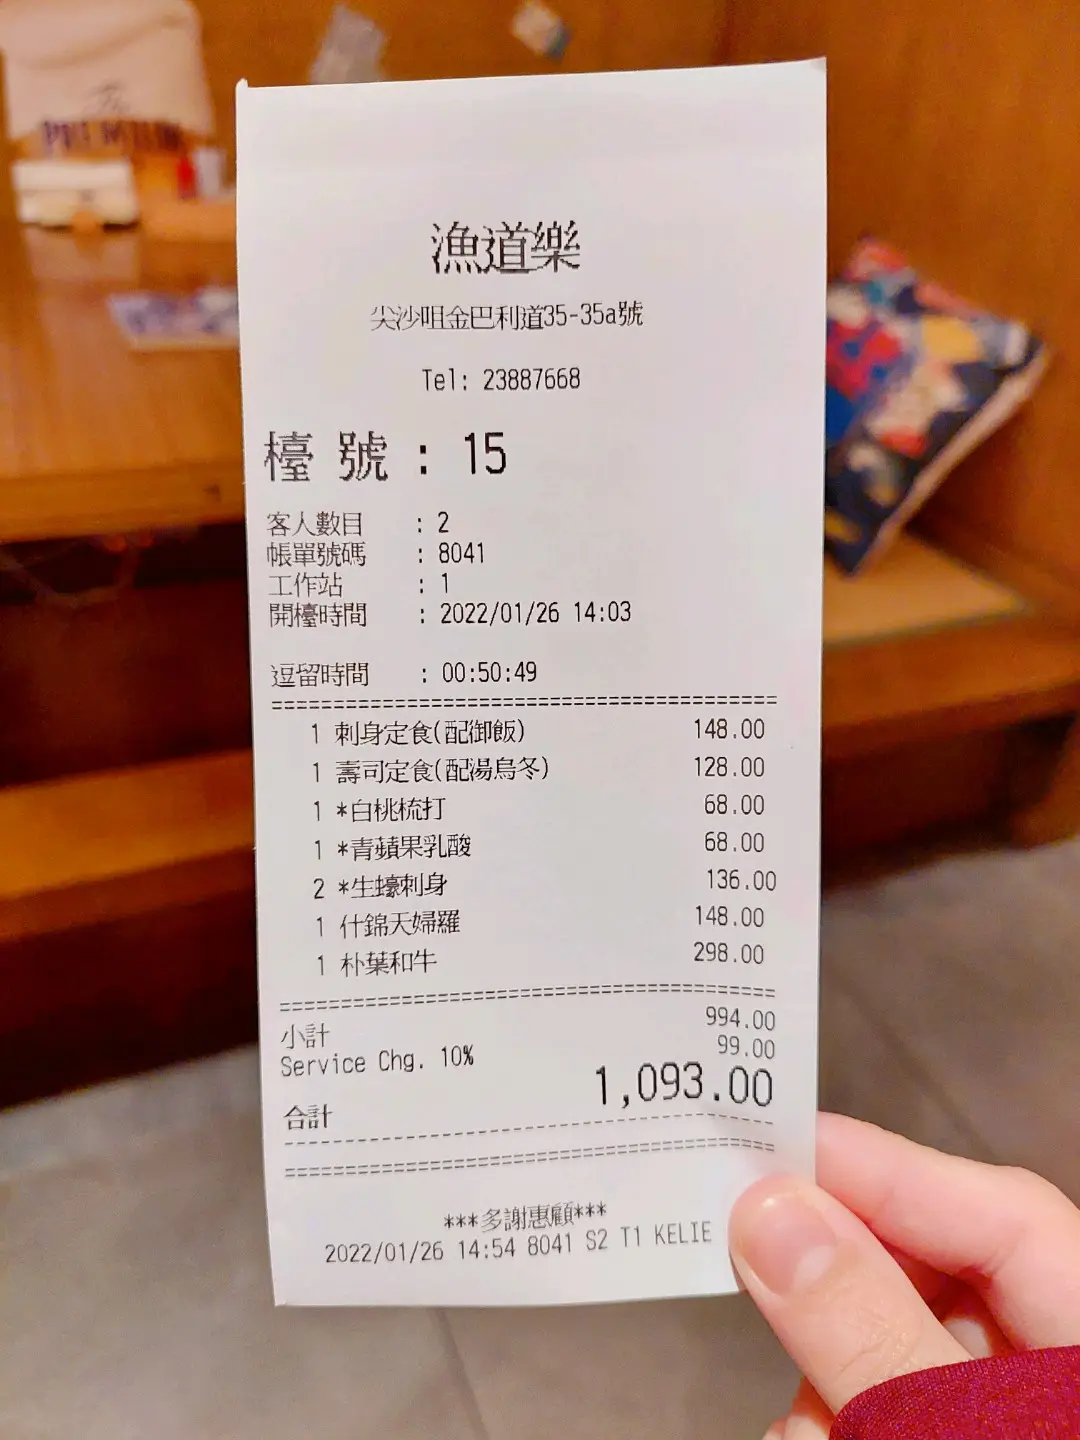 The
PREMIUM
漁道樂
尖沙咀金巴利道35-35a號
Tel: 23887668
檯 號 : 15
客人數目 : 2
帳單號碼 : 8041
工作站 : 1
開檯時間 : 2022/01/26 14:03
逗留時間 : 00:50:49
1 刺身定食(配御飯) 148.00
1 壽司定食(配湯烏冬) 128.00
1 *白桃梳打 68.00
1 *青蘋果乳酸 68.00
2 *生蠔刺身 136.00
1 什錦天婦羅 148.00
1 朴葉和牛 298.00
小計 994.00
Service Chg. 10% 99.00
合計 1,093.00
***多謝惠顧***
2022/01/26 14:54 8041 S2 T1 KELIE